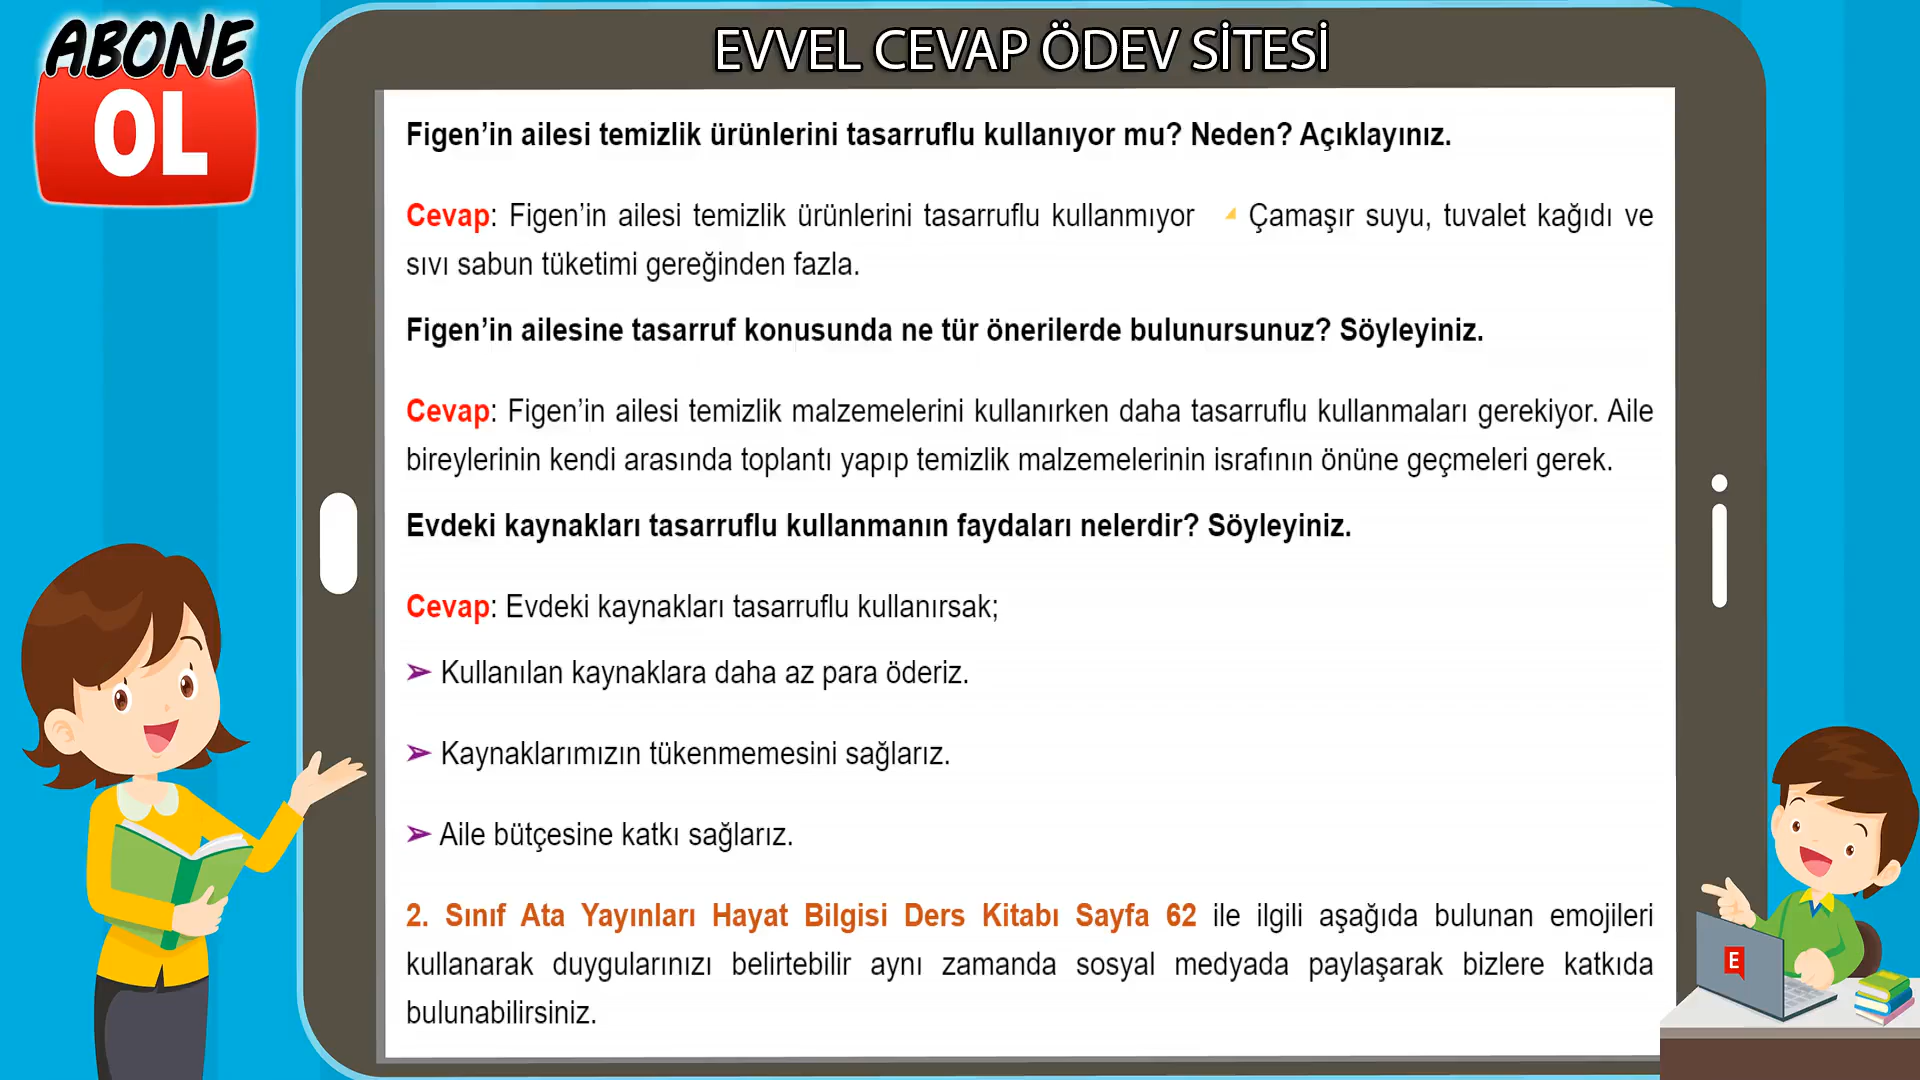 ABONE
OL
EVVEL CEVAP ÖDEV SİTESİ
Figen’in ailesi temizlik ürünlerini tasarruflu kullanıyor mu? Neden? Açıklayınız.
Cevap: Figen’in ailesi temizlik ürünlerini tasarruflu kullanmıyor Çamaşır suyu, tuvalet kağıdı ve
sıvı sabun tüketimi gereğinden fazla.
Figen’in ailesine tasarruf konusunda ne tür önerilerde bulunursunuz? Söyleyiniz.
Cevap: Figen’in ailesi temizlik malzemelerini kullanırken daha tasarruflu kullanmaları gerekiyor. Aile
bireylerinin kendi arasında toplantı yapıp temizlik malzemelerinin israfının önüne geçmeleri gerek.
Evdeki kaynakları tasarruflu kullanmanın faydaları nelerdir? Söyleyiniz.
Cevap: Evdeki kaynakları tasarruflu kullanırsak;
➢ Kullanılan kaynaklara daha az para öderiz.
➢ Kaynaklarımızın tükenmemesini sağlarız.
➢ Aile bütçesine katkı sağlarız.
2. Sınıf Ata Yayınları Hayat Bilgisi Ders Kitabı Sayfa 62 ile ilgili aşağıda bulunan emojileri
kullanarak duygularınızı belirtebilir aynı zamanda sosyal medyada paylaşarak bizlere katkıda
bulunabilirsiniz.
E